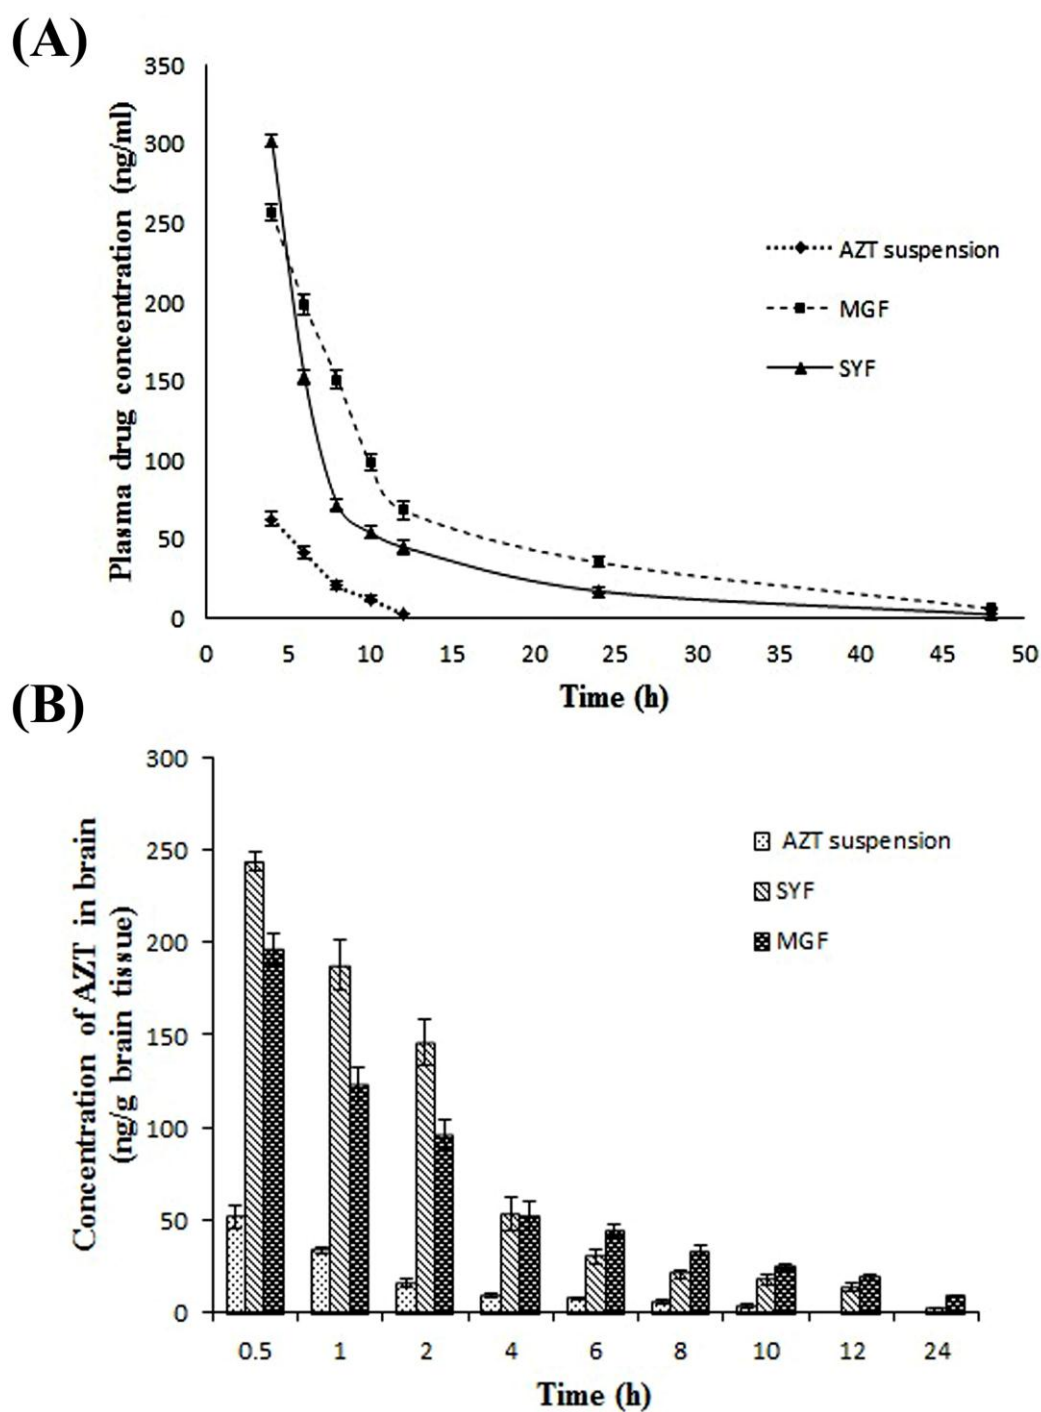 (A)
Plasma drug concentration (ng/ml)
350
300
250
200
150
100
50
0
AZT suspension
MGF
SYF
0 5 10 15 20 25 30 35 40 45 50
Time (h)
(B)
Concentration of AZT in brain
(ng/g brain tissue)
300
250
200
150
100
50
0
AZT suspension
SYF
MGF
0.5 1 2 4 6 8 10 12 24
Time (h)